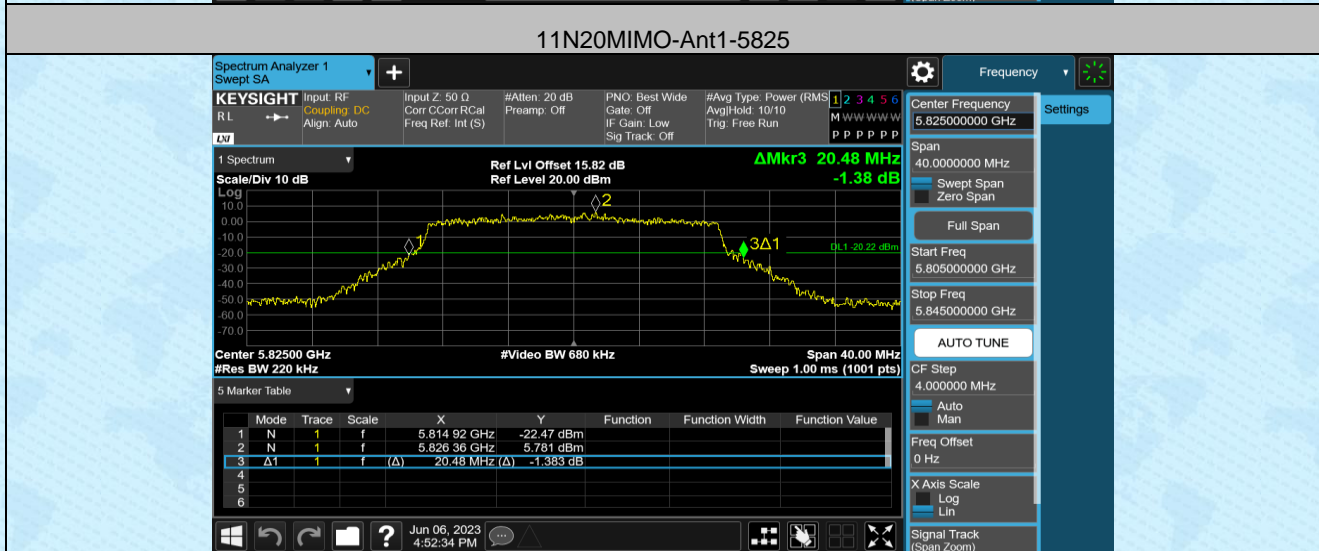 (Span Zoom)
11N20MIMO-Ant1-5825
Spectrum Analyzer 1
Swept SA
Frequency
KEYSIGHT
R L
LXI
Input: RF
Coupling: DC
Align: Auto
Input Z: 50 Ω
Corr CCorr RCal
Freq Ref: Int (S)
#Atten: 20 dB
Preamp: Off
PNO: Best Wide
Gate: Off
IF Gain: Low
Sig Track: Off
#Avg Type: Power (RMS
Avg|Hold: 10/10
Trig: Free Run
1 2 3 4 5 6
M W W W W W
P P P P P P
1 Spectrum
Scale/Div 10 dB
Ref Lvl Offset 15.82 dB
Ref Level 20.00 dBm
ΔMkr3 20.48 MHz
-1.38 dB
Log
10.0
0.00
-10.0
-20.0
-30.0
-40.0
-50.0
-60.0
-70.0
1
2
3Δ1
DL1 -20.22 dBm
Center 5.82500 GHz
#Video BW 680 kHz
Span 40.00 MHz
#Res BW 220 kHz
Sweep 1.00 ms (1001 pts)
5 Marker Table
Mode Trace Scale X Y Function Function Width Function Value
1 N 1 f 5.814 92 GHz -22.47 dBm
2 N 1 f 5.826 36 GHz 5.781 dBm
3 Δ1 1 f (Δ) 20.48 MHz (Δ) -1.383 dB
4
5
6
?
Jun 06, 2023
4:52:34 PM
Center Frequency
5.825000000 GHz
Settings
Span
40.0000000 MHz
Swept Span
Zero Span
Full Span
Start Freq
5.805000000 GHz
Stop Freq
5.845000000 GHz
AUTO TUNE
CF Step
4.000000 MHz
Auto
Man
Freq Offset
0 Hz
X Axis Scale
Log
Lin
Signal Track
(Span Zoom)